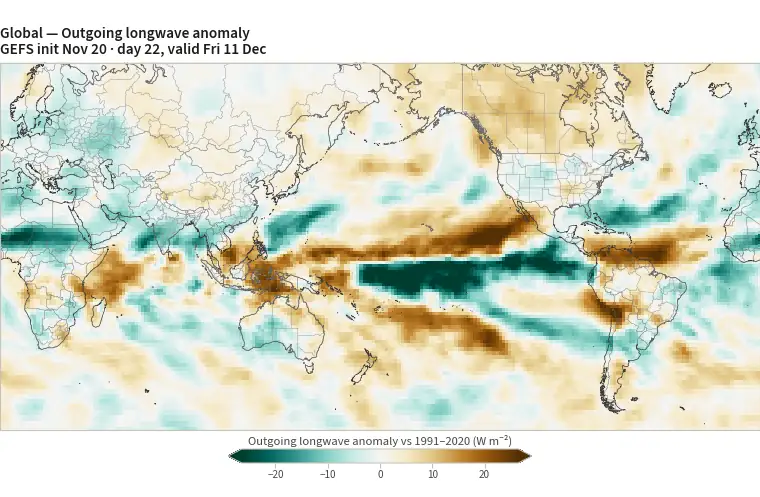 Global — Outgoing longwave anomaly
GEFS init Nov 20 · day 22, valid Fri 11 Dec
Outgoing longwave anomaly vs 1991–2020 (W m⁻²)
−20 −10 0 10 20